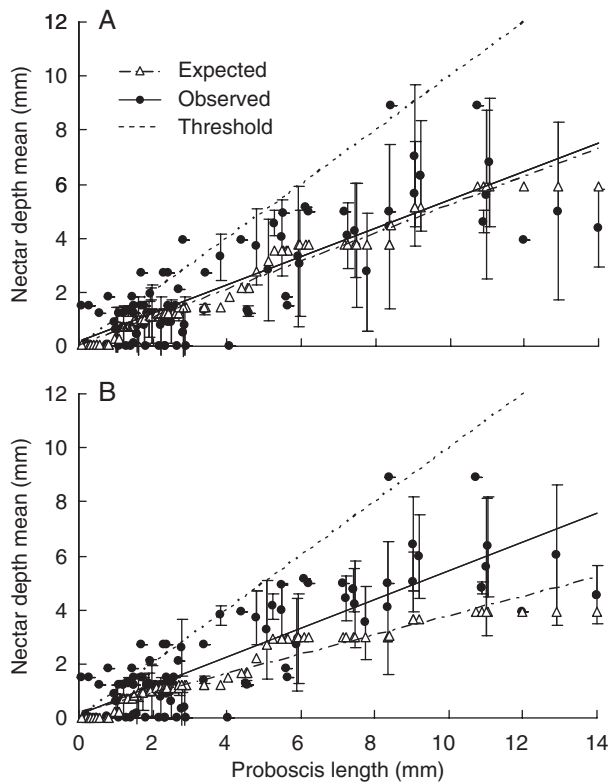 A
12
10
8
6
4
2
0
Nectar depth mean (mm)
Expected
Observed
Threshold
B
12
10
8
6
4
2
0
Nectar depth mean (mm)
0 2 4 6 8 10 12 14
Proboscis length (mm)